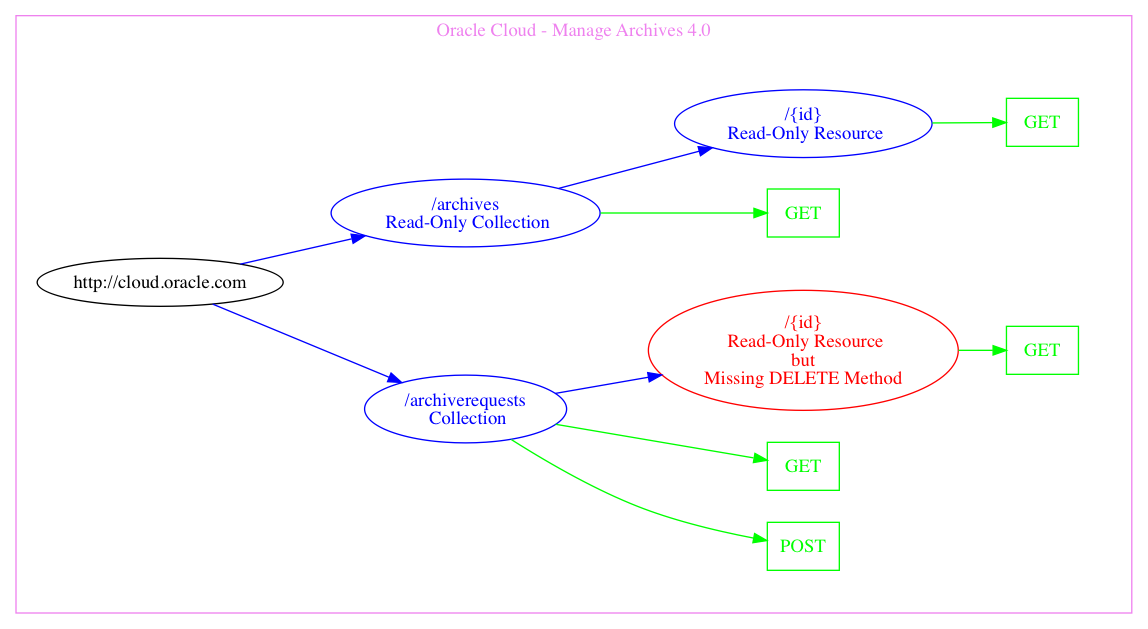 Oracle Cloud - Manage Archives 4.0
/{id}
Read-Only Resource
GET
/archives
Read-Only Collection
GET
http://cloud.oracle.com
/{id}
Read-Only Resource
but
Missing DELETE Method
GET
/archiverequests
Collection
GET
POST